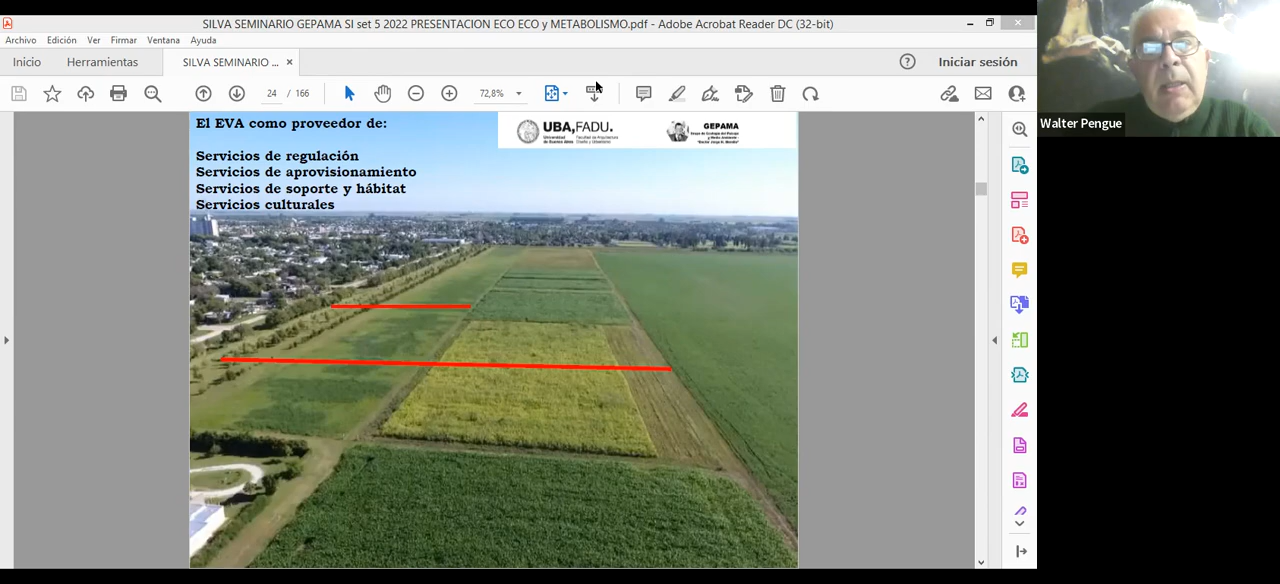 SILVA SEMINARIO GEPAMA SI set 5 2022 PRESENTACION ECO ECO y METABOLISMO.pdf - Adobe Acrobat Reader DC (32-bit)
Archivo Edición Ver Firmar Ventana Ayuda
Inicio Herramientas SILVA SEMINARIO ... × Iniciar sesión
24 / 166 72,8%
El EVA como proveedor de:
UBA,FADU.
GEPAMA
Servicios de regulación
Servicios de aprovisionamiento
Servicios de soporte y hábitat
Servicios culturales
Walter Pengue